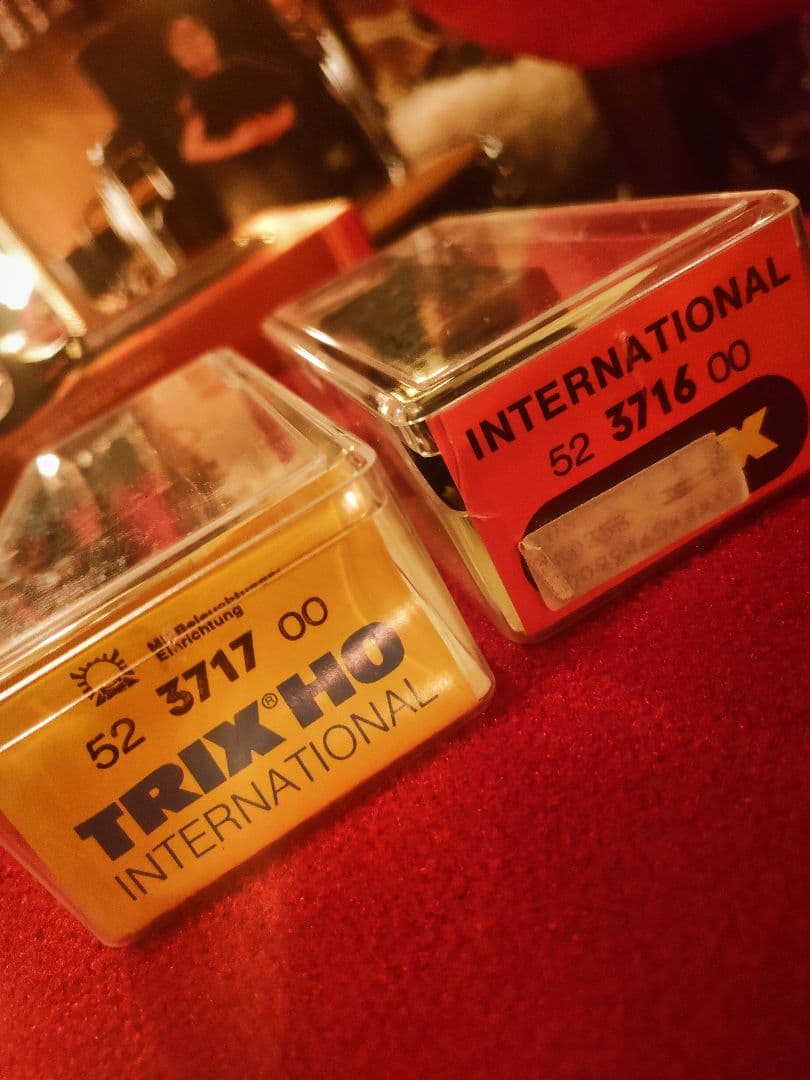 Mit Beleuchtungs-
Einrichtung
52 3717 00
TRIX® HO
INTERNATIONAL
INTERNATIONAL
52 3716 00
X